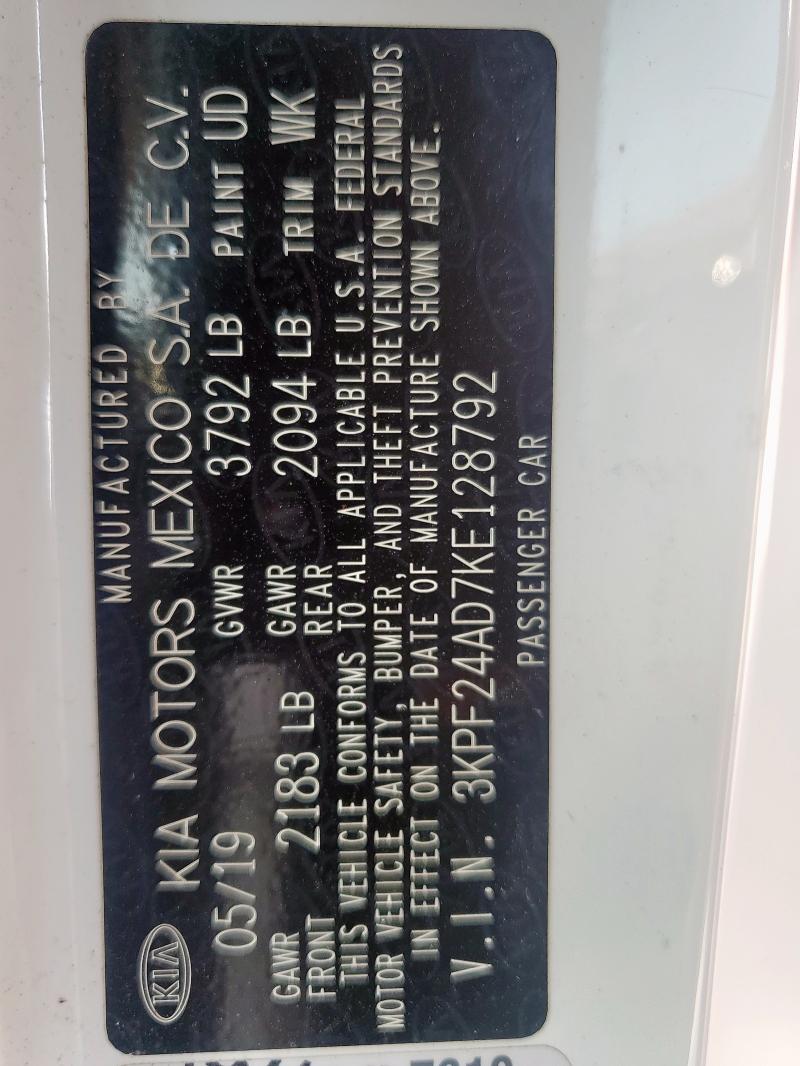 MANUFACTURED BY
KIA KIA MOTORS MEXICO S.A. DE C.V.
05/19 GVWR 3792 LB PAINT UD
GAWR FRONT 2183 LB GAWR REAR 2094 LB TRIM WK
THIS VEHICLE CONFORMS TO ALL APPLICABLE U.S.A. FEDERAL
MOTOR VEHICLE SAFETY, BUMPER, AND THEFT PREVENTION STANDARDS
IN EFFECT ON THE DATE OF MANUFACTURE SHOWN ABOVE.
V.I.N. 3KPF24AD7KE128792
PASSENGER CAR